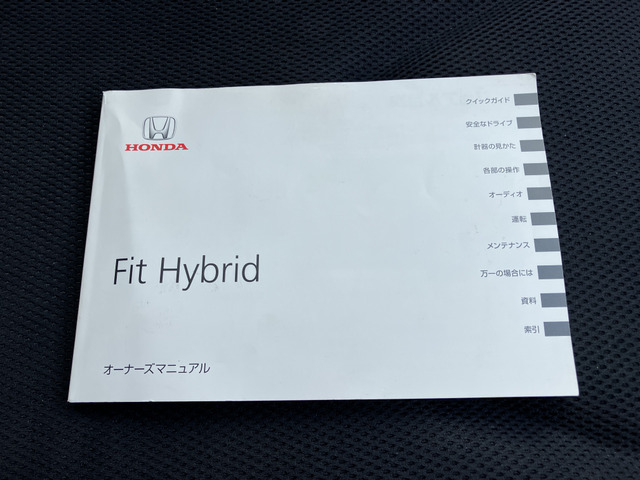 HONDA
Fit Hybrid
オーナーズマニュアル
クイックガイド
安全なドライブ
計器の見かた
各部の操作
オーディオ
運転
メンテナンス
万一の場合には
資料
索引